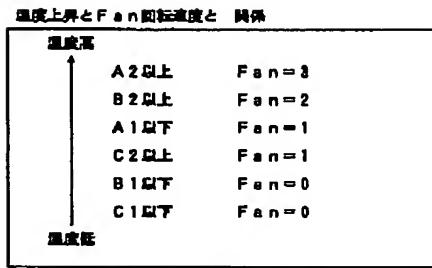 温度上昇とFan回転速度と 関係
温度高
A2以上 Fan=3
B2以上 Fan=2
A1以下 Fan=1
C2以上 Fan=1
B1以下 Fan=0
C1以下 Fan=0
温度低